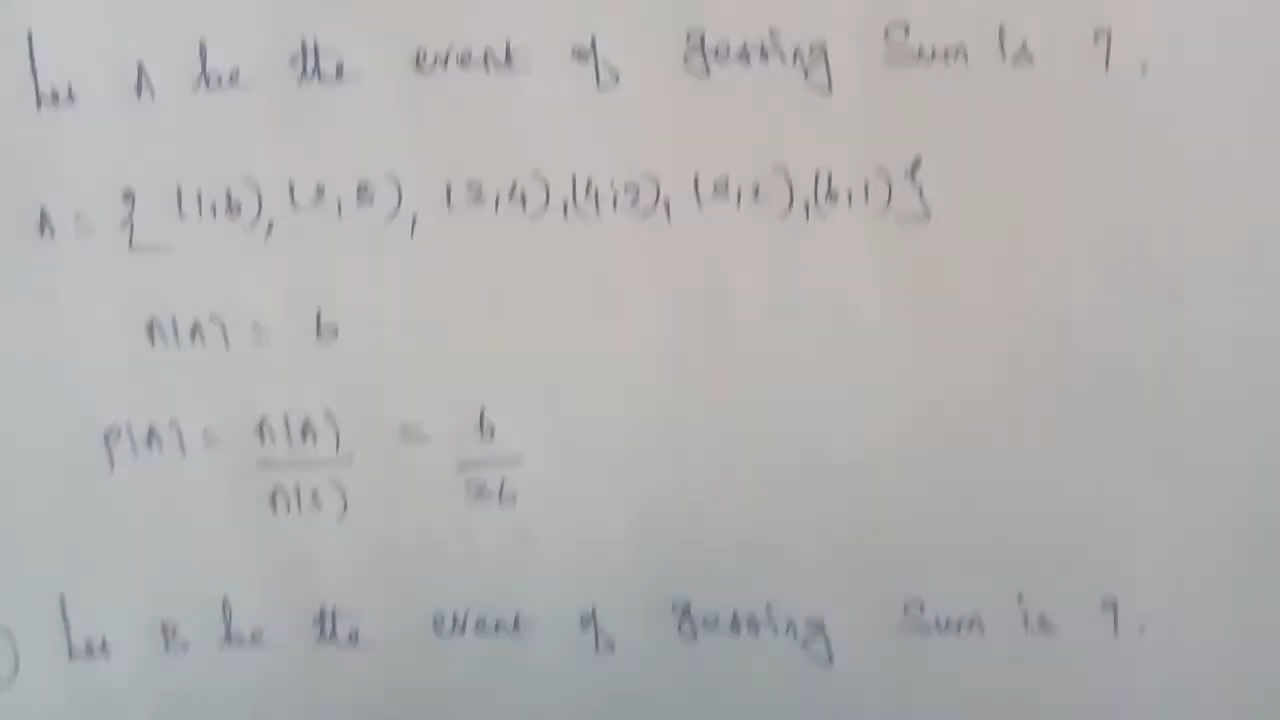 Let A be the event of getting Sum is 7.
A = { (1,6), (2,5), (3,4), (4,3), (5,2), (6,1) }
n(A) = 6
P(A) = n(A) / n(S) = 6 / 36
) Let B be the event of getting Sum is 9.